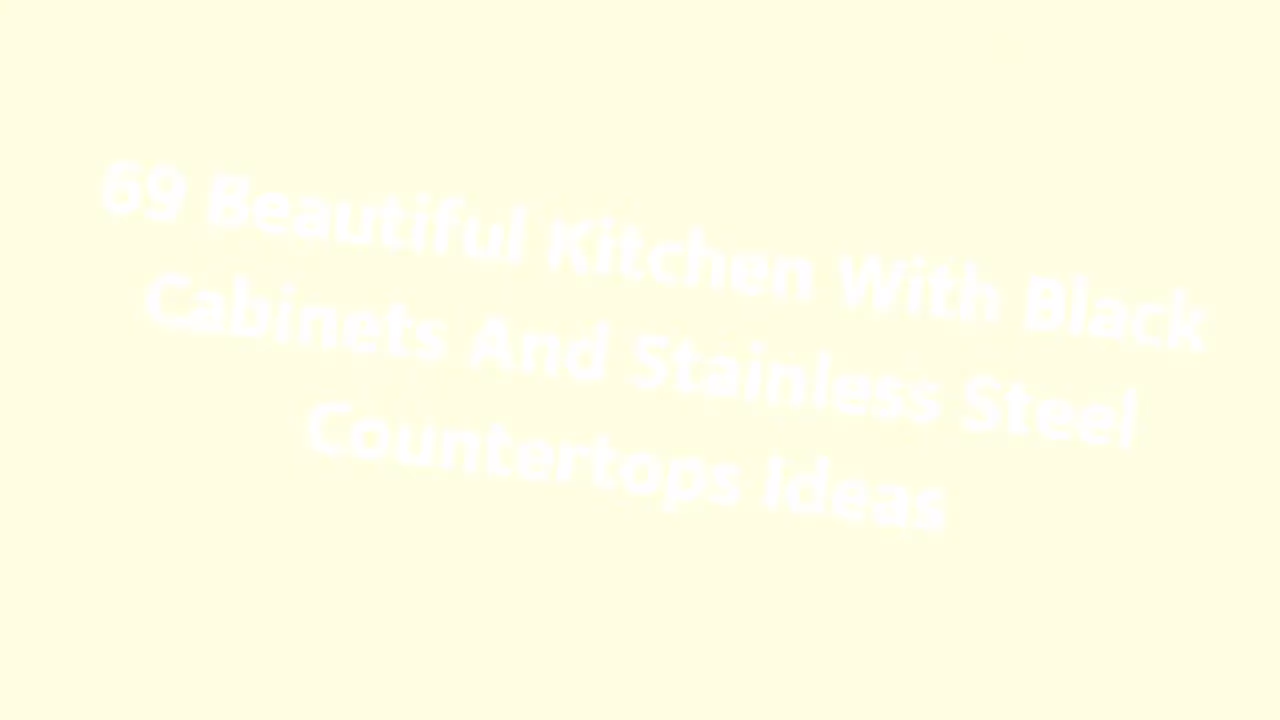 69 Beautiful Kitchen With Black
Cabinets And Stainless Steel
Countertops Ideas